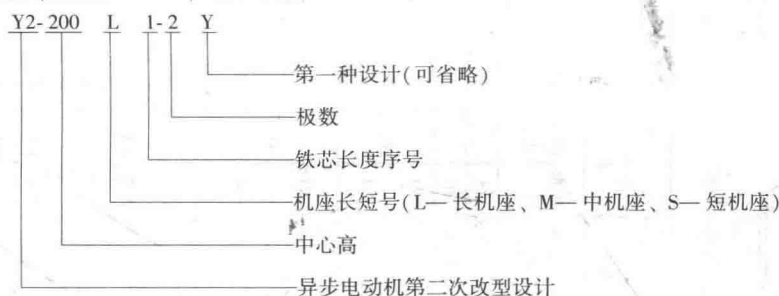 Y2-200 L 1-2 Y
第一种设计(可省略)
极数
铁芯长度序号
机座长短号(L—长机座、M—中机座、S—短机座)
中心高
异步电动机第二次改型设计